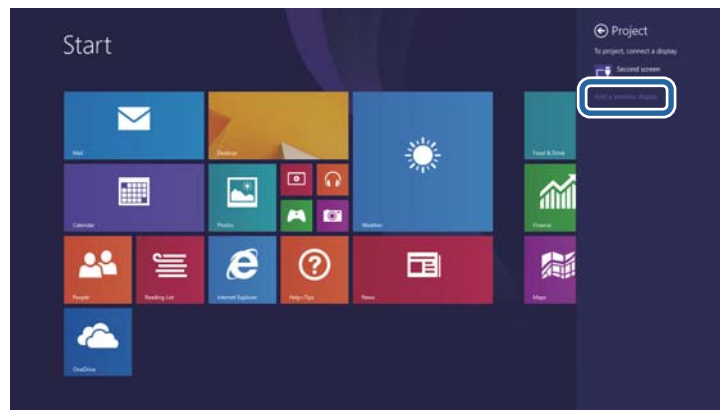 Start
Project
To project, connect a display.
Second screen
Add a wireless display
Mail
Desktop
Weather
Food & Drink
Calendar
Photos
Finance
People
Reading List
Internet Explorer
Help+Tips
News
Maps
OneDrive